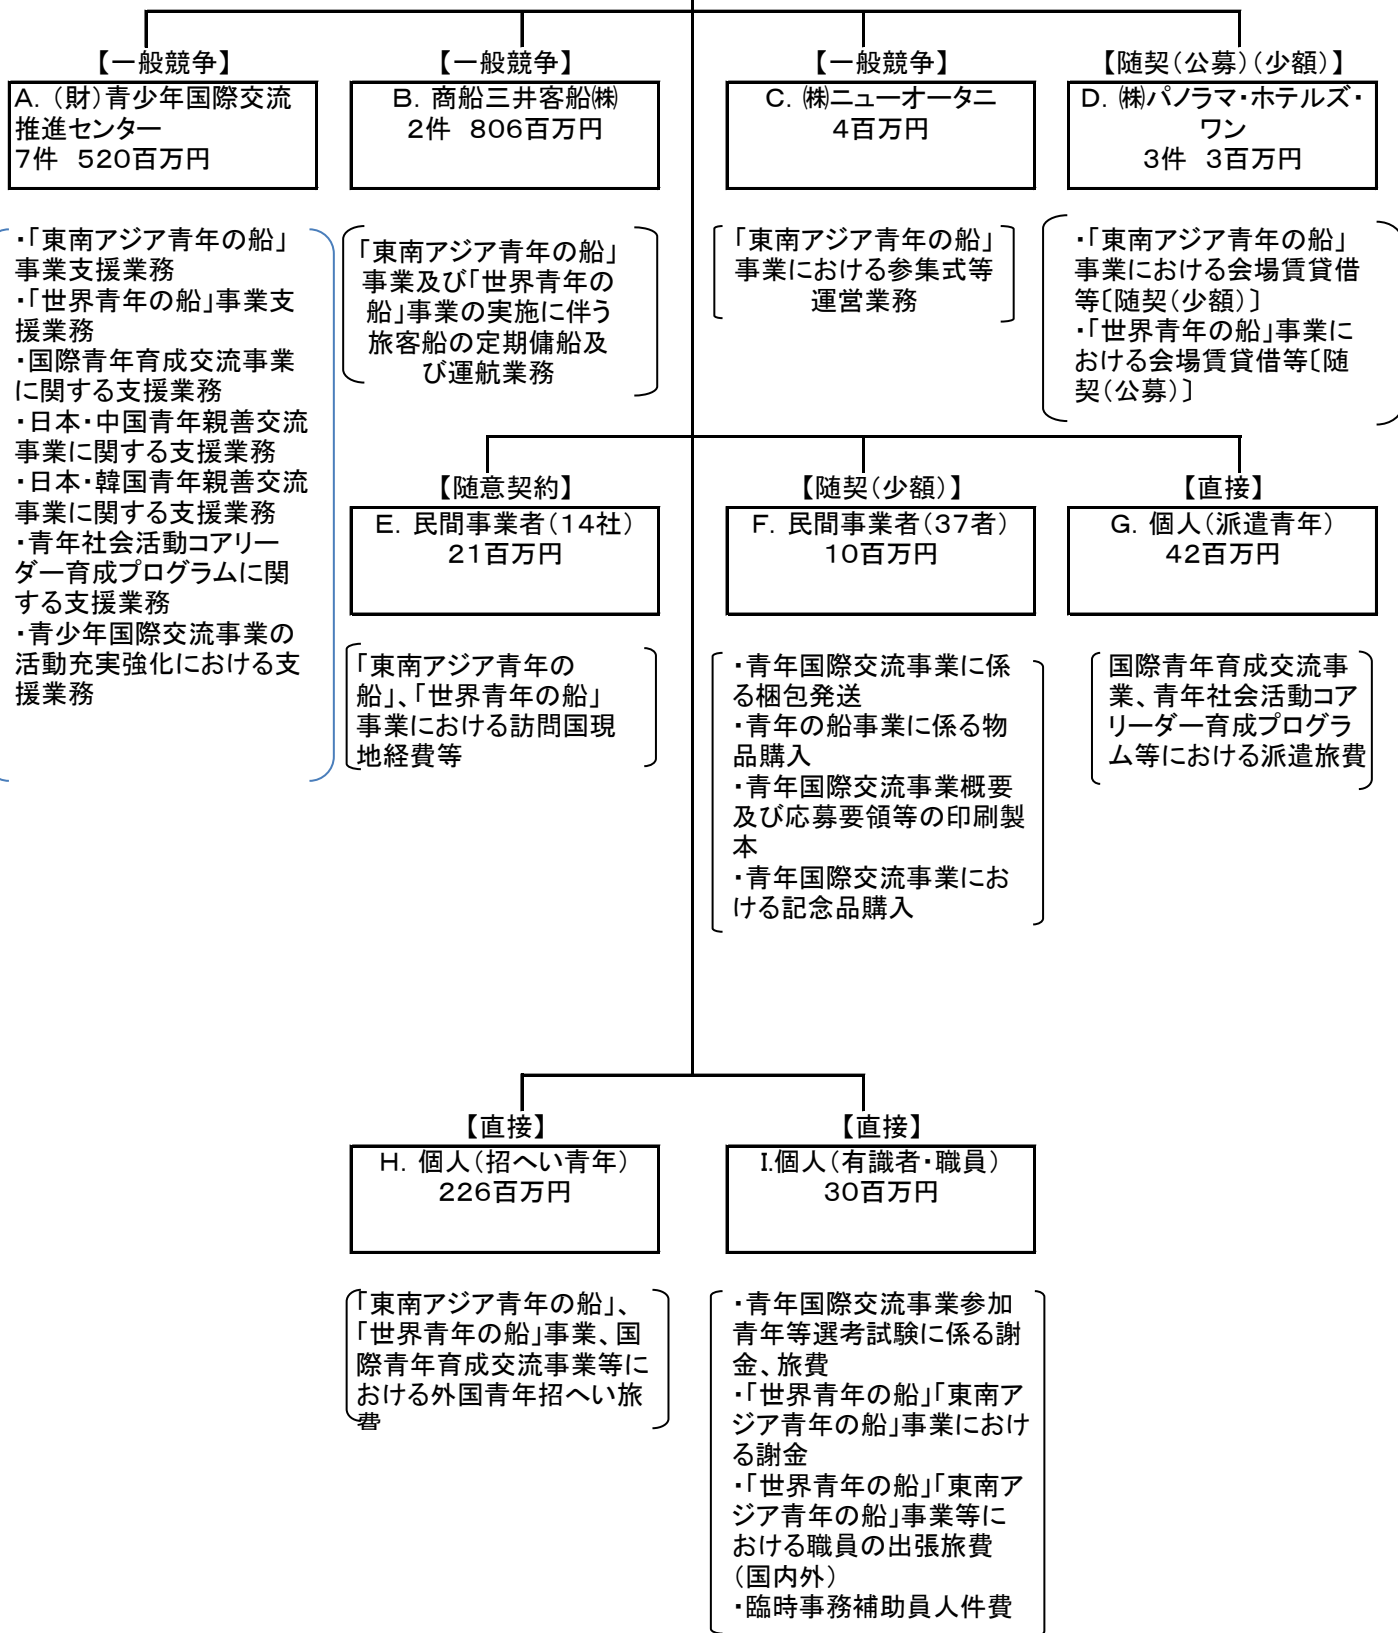 【一般競争】
A. （財）青少年国際交流
推進センター
7件 520百万円
・「東南アジア青年の船」
事業支援業務
・「世界青年の船」事業支
援業務
・国際青年育成交流事業
に関する支援業務
・日本・中国青年親善交流
事業に関する支援業務
・日本・韓国青年親善交流
事業に関する支援業務
・青年社会活動コアリー
ダー育成プログラムに関
する支援業務
・青少年国際交流事業の
活動充実強化における支
援業務
【一般競争】
B. 商船三井客船㈱
2件 806百万円
「東南アジア青年の船」
事業及び「世界青年の
船」事業の実施に伴う
旅客船の定期傭船及
び運航業務
【一般競争】
C. ㈱ニューオータニ
4百万円
「東南アジア青年の船」
事業における参集式等
運営業務
【随契（公募）（少額）】
D. ㈱パノラマ・ホテルズ・
ワン
3件 3百万円
・「東南アジア青年の船」
事業における会場賃貸借
等〔随契（少額）〕
・「世界青年の船」事業に
おける会場賃貸借等〔随
契（公募）〕
【随意契約】
E. 民間事業者（14社）
21百万円
「東南アジア青年の
船」、「世界青年の船」
事業における訪問国現
地経費等
【随契（少額）】
F. 民間事業者（37者）
10百万円
・青年国際交流事業に係
る梱包発送
・青年の船事業に係る物
品購入
・青年国際交流事業概要
及び応募要領等の印刷製
本
・青年国際交流事業にお
ける記念品購入
【直接】
G. 個人（派遣青年）
42百万円
国際青年育成交流事
業、青年社会活動コア
リーダー育成プログラ
ム等における派遣旅費
【直接】
H. 個人（招へい青年）
226百万円
「東南アジア青年の船」、
「世界青年の船」事業、国
際青年育成交流事業等に
おける外国青年招へい旅
費
【直接】
I.個人（有識者・職員）
30百万円
・青年国際交流事業参加
青年等選考試験に係る謝
金、旅費
・「世界青年の船」「東南ア
ジア青年の船」事業におけ
る謝金
・「世界青年の船」「東南ア
ジア青年の船」事業等に
おける職員の出張旅費
（国内外）
・臨時事務補助員人件費